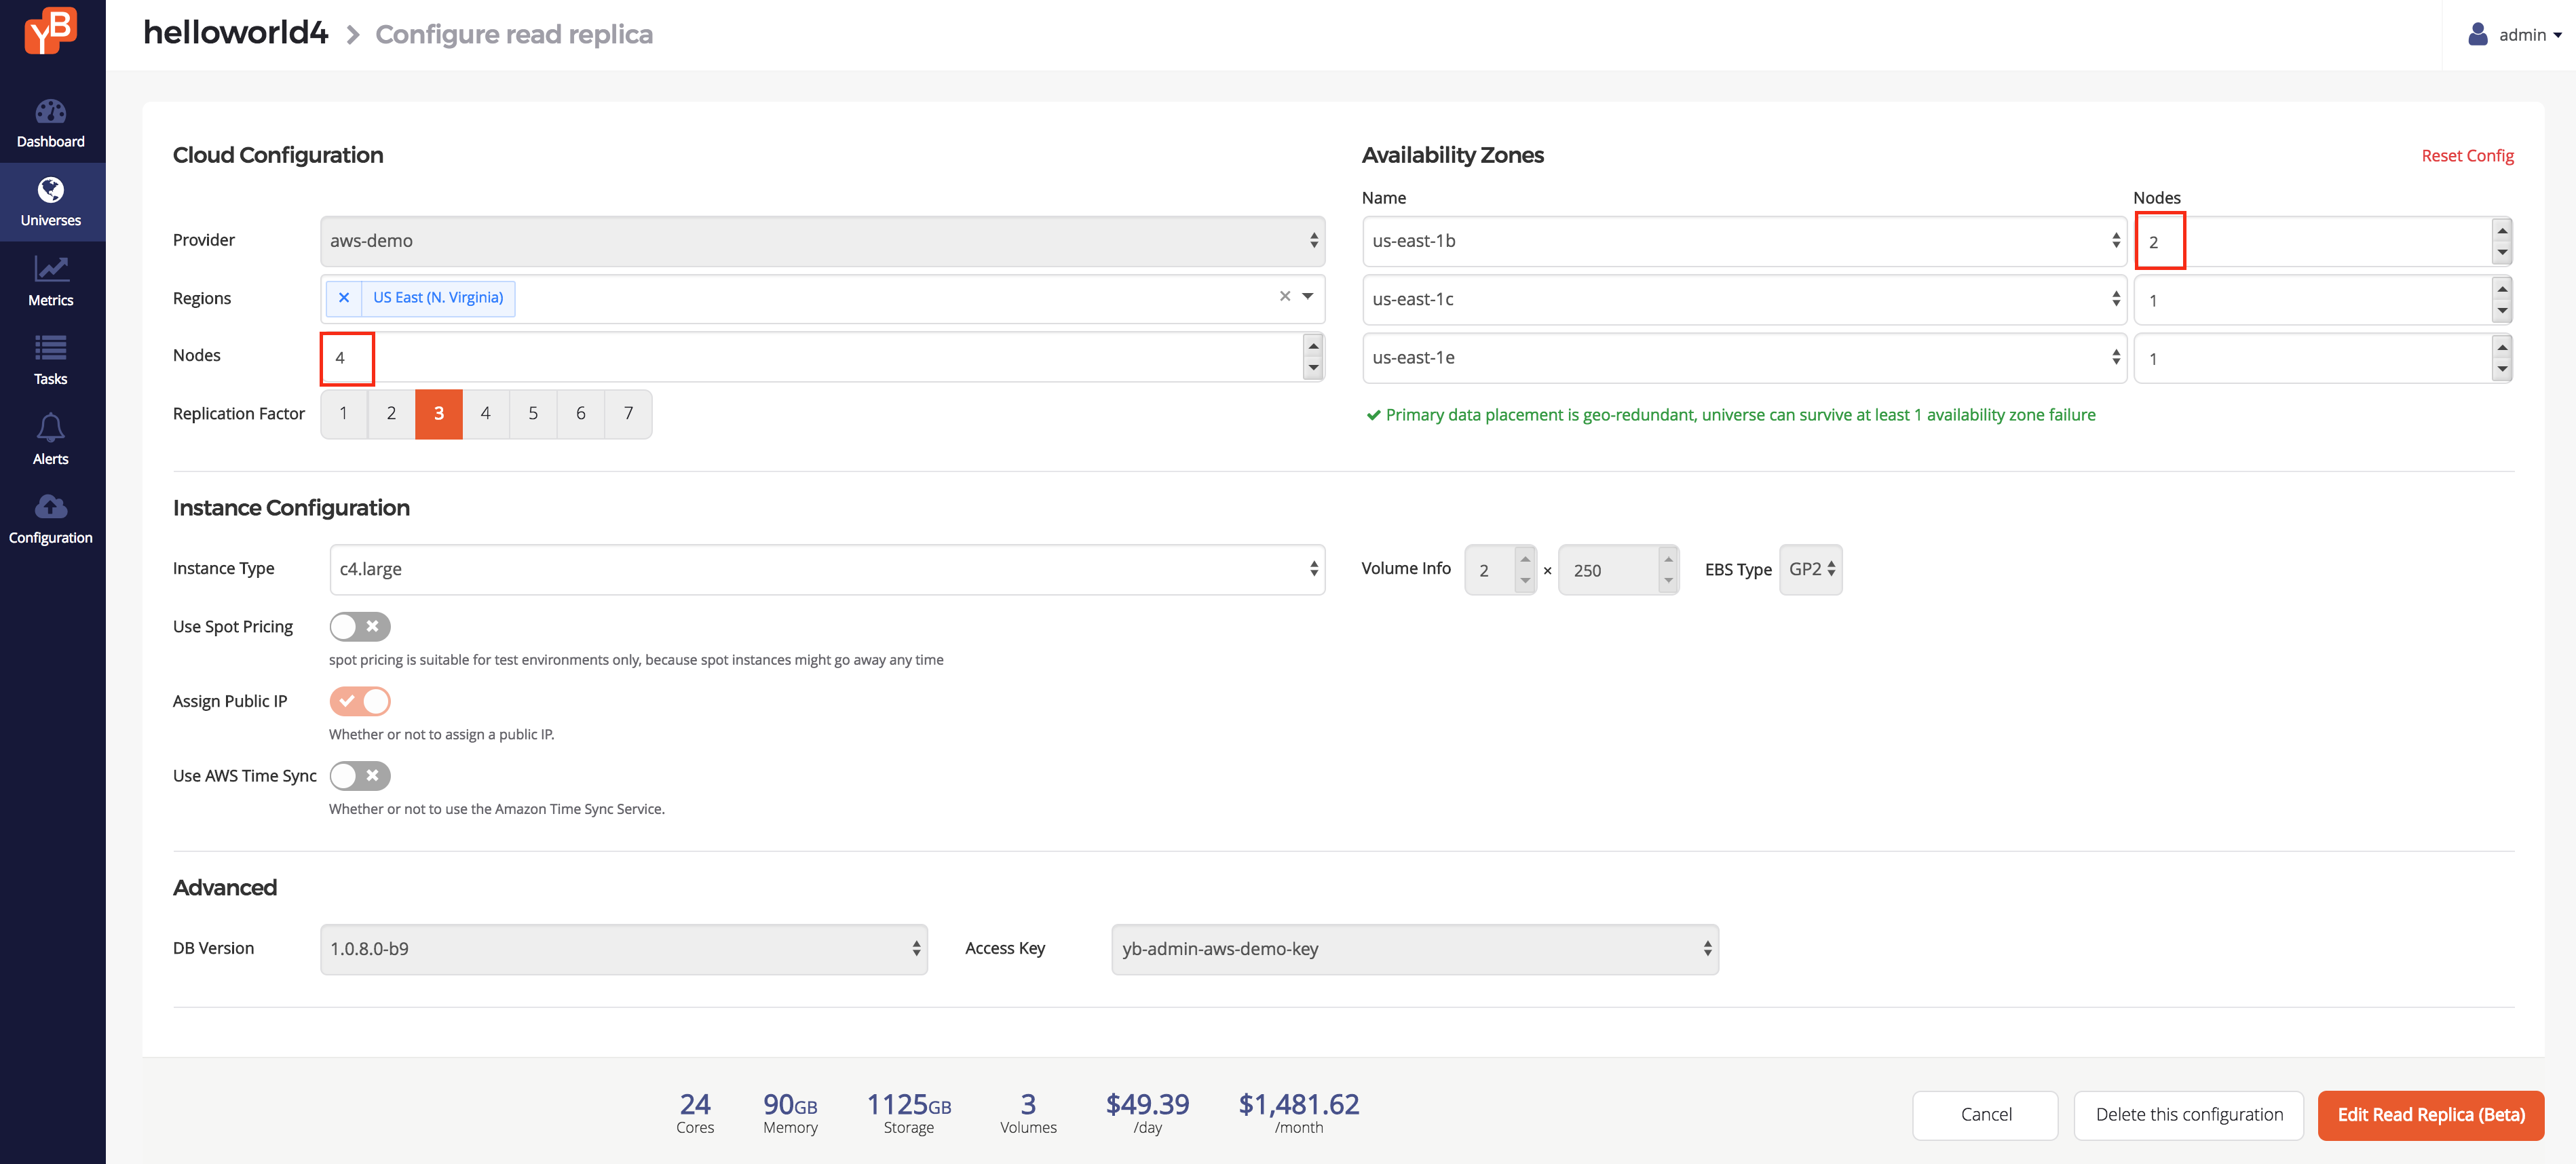 YB
helloworld4 > Configure read replica
admin
Dashboard
Universes
Metrics
Tasks
Alerts
Configuration
Cloud Configuration
Provider
aws-demo
Regions
× US East (N. Virginia) ×
Nodes
4
Replication Factor
1 2 3 4 5 6 7
Availability Zones
Reset Config
Name Nodes
us-east-1b 2
us-east-1c 1
us-east-1e 1
Primary data placement is geo-redundant, universe can survive at least 1 availability zone failure
Instance Configuration
Instance Type
c4.large
Volume Info 2 × 250 EBS Type GP2
Use Spot Pricing
spot pricing is suitable for test environments only, because spot instances might go away any time
Assign Public IP
Whether or not to assign a public IP.
Use AWS Time Sync
Whether or not to use the Amazon Time Sync Service.
Advanced
DB Version 1.0.8.0-b9 Access Key yb-admin-aws-demo-key
24 90GB 1125GB 3 $49.39 $1,481.62
Cores Memory Storage Volumes /day /month
Cancel Delete this configuration Edit Read Replica (Beta)